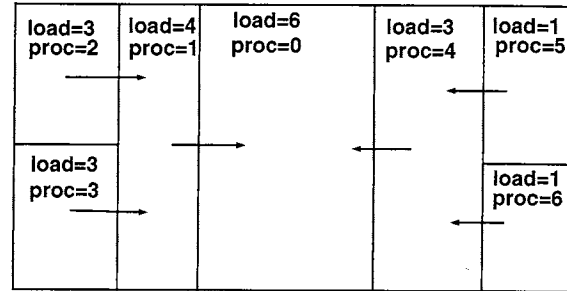 load=3
proc=2
load=4
proc=1
load=6
proc=0
load=3
proc=4
load=1
proc=5
load=3
proc=3
load=1
proc=6